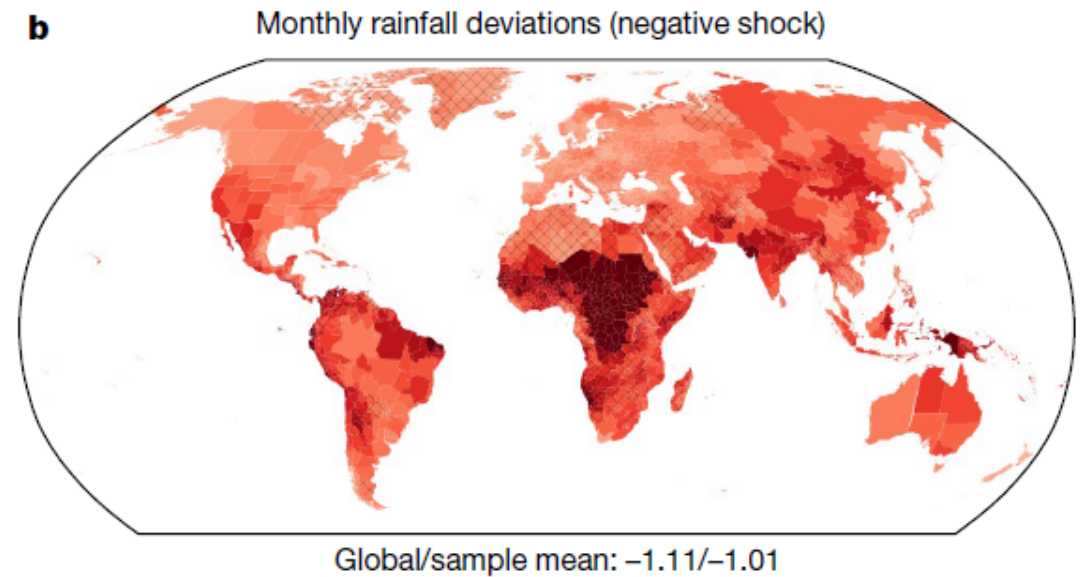 b
Monthly rainfall deviations (negative shock)
Global/sample mean: –1.11/–1.01